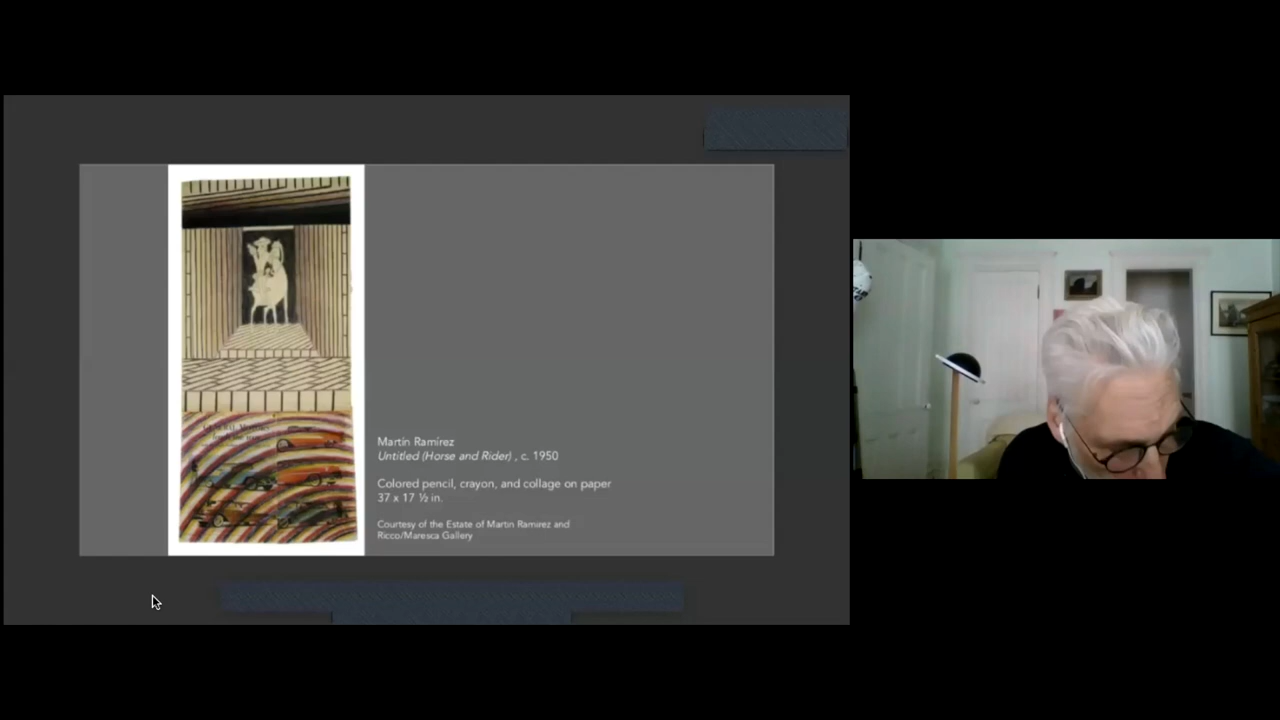 Martín Ramírez
Untitled (Horse and Rider) , c. 1950
Colored pencil, crayon, and collage on paper
37 x 17 ½ in.
Courtesy of the Estate of Martín Ramírez and
Ricco/Maresca Gallery